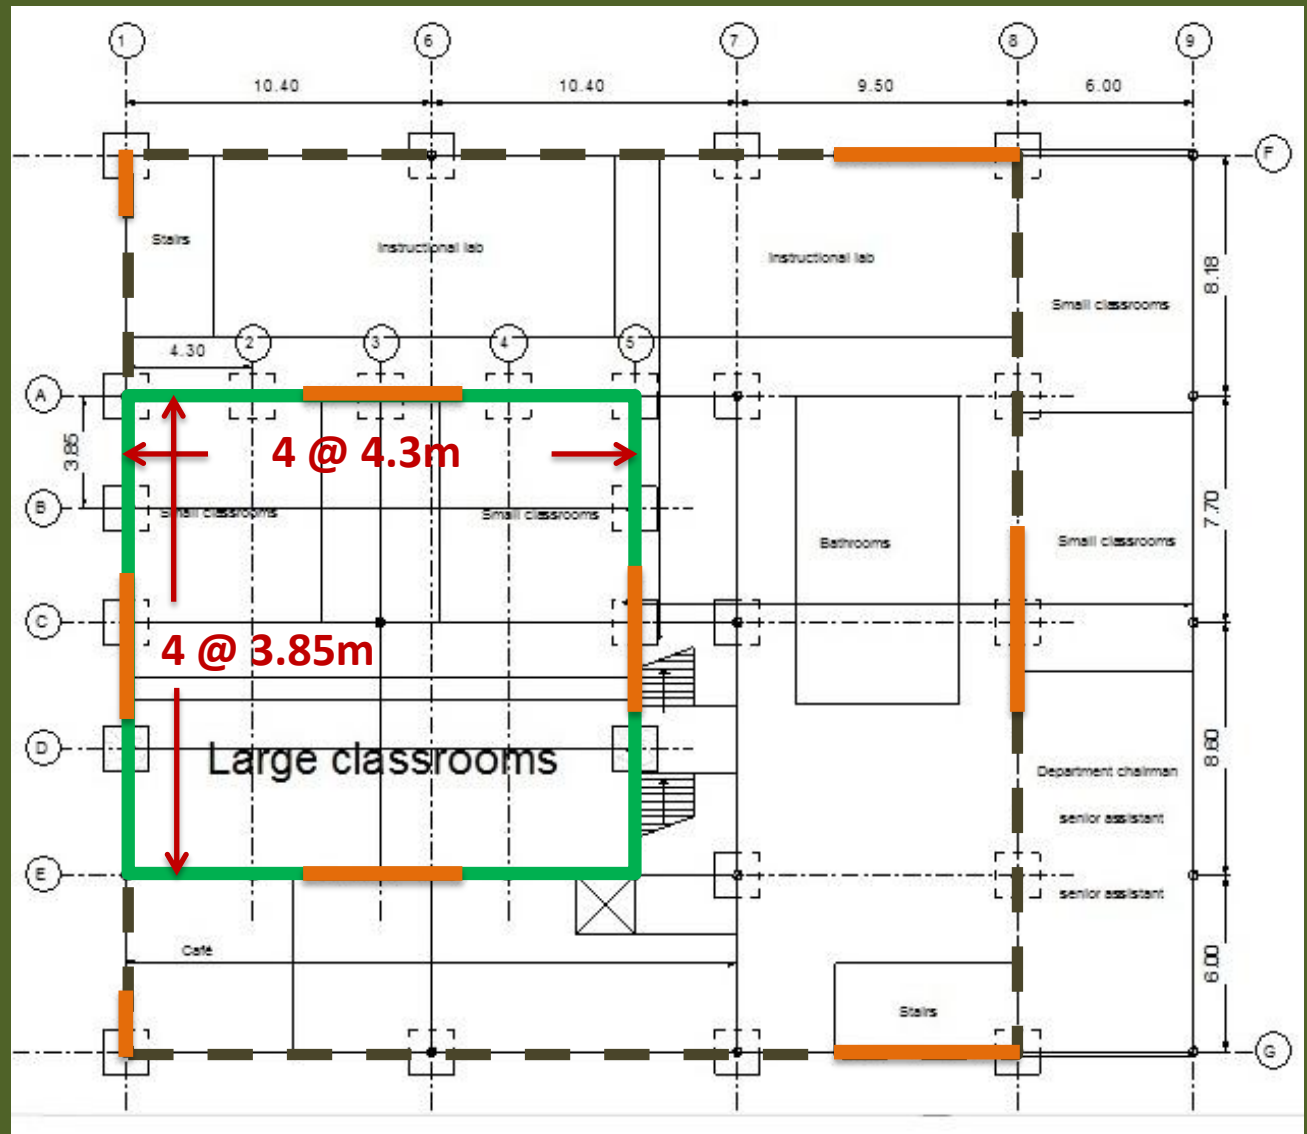 1 6 7 8 9
10.40 10.40 9.50 6.00
F
Stairs
Instructional lab
Instructional lab
8.18
Small classrooms
2 3 4 5
4.30
A
3.85
4 @ 4.3m
B
Small classrooms
Small classrooms
7.70
Bathrooms
Small classrooms
C
4 @ 3.85m
D
Large classrooms
8.60
Department chairman
senior assistant
E
senior assistant
Café
6.00
Stairs
G